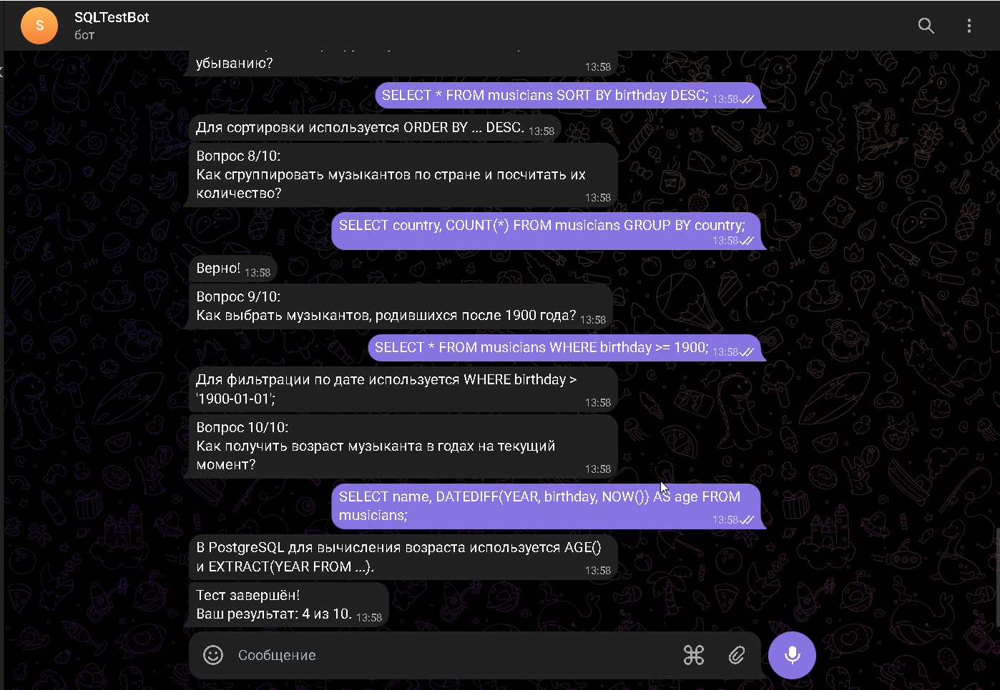 SQLTestBot
бот
убыванию?
13:58
SELECT * FROM musicians SORT BY birthday DESC; 13:58
Для сортировки используется ORDER BY ... DESC. 13:58
Вопрос 8/10:
Как сгруппировать музыкантов по стране и посчитать их
количество?
13:58
SELECT country, COUNT(*) FROM musicians GROUP BY country;
13:58
Верно! 13:58
Вопрос 9/10:
Как выбрать музыкантов, родившихся после 1900 года? 13:58
SELECT * FROM musicians WHERE birthday >= 1900; 13:58
Для фильтрации по дате используется WHERE birthday >
'1900-01-01';
13:58
Вопрос 10/10:
Как получить возраст музыканта в годах на текущий
момент?
13:58
SELECT name, DATEDIFF(YEAR, birthday, NOW()) AS age FROM
musicians;
13:58
В PostgreSQL для вычисления возраста используется AGE()
и EXTRACT(YEAR FROM ...).
13:58
Тест завершён!
Ваш результат: 4 из 10. 13:58
Сообщение